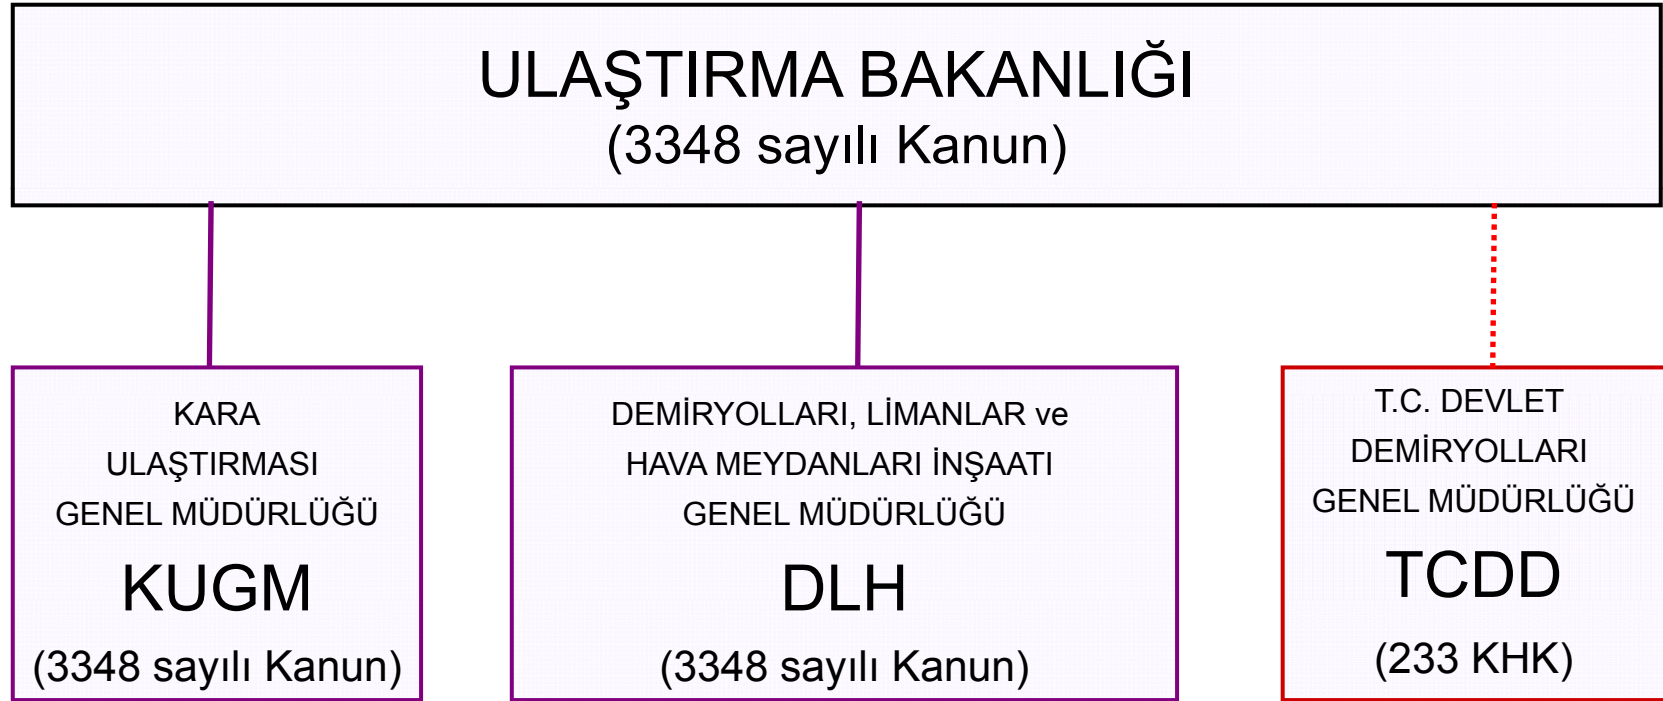 ULAŞTIRMA BAKANLIĞI
(3348 sayılı Kanun)
KARA
ULAŞTIRMASI
GENEL MÜDÜRLÜĞÜ
KUGM
(3348 sayılı Kanun)
DEMİRYOLLARI, LİMANLAR ve
HAVA MEYDANLARI İNŞAATI
GENEL MÜDÜRLÜĞÜ
DLH
(3348 sayılı Kanun)
T.C. DEVLET
DEMİRYOLLARI
GENEL MÜDÜRLÜĞÜ
TCDD
(233 KHK)